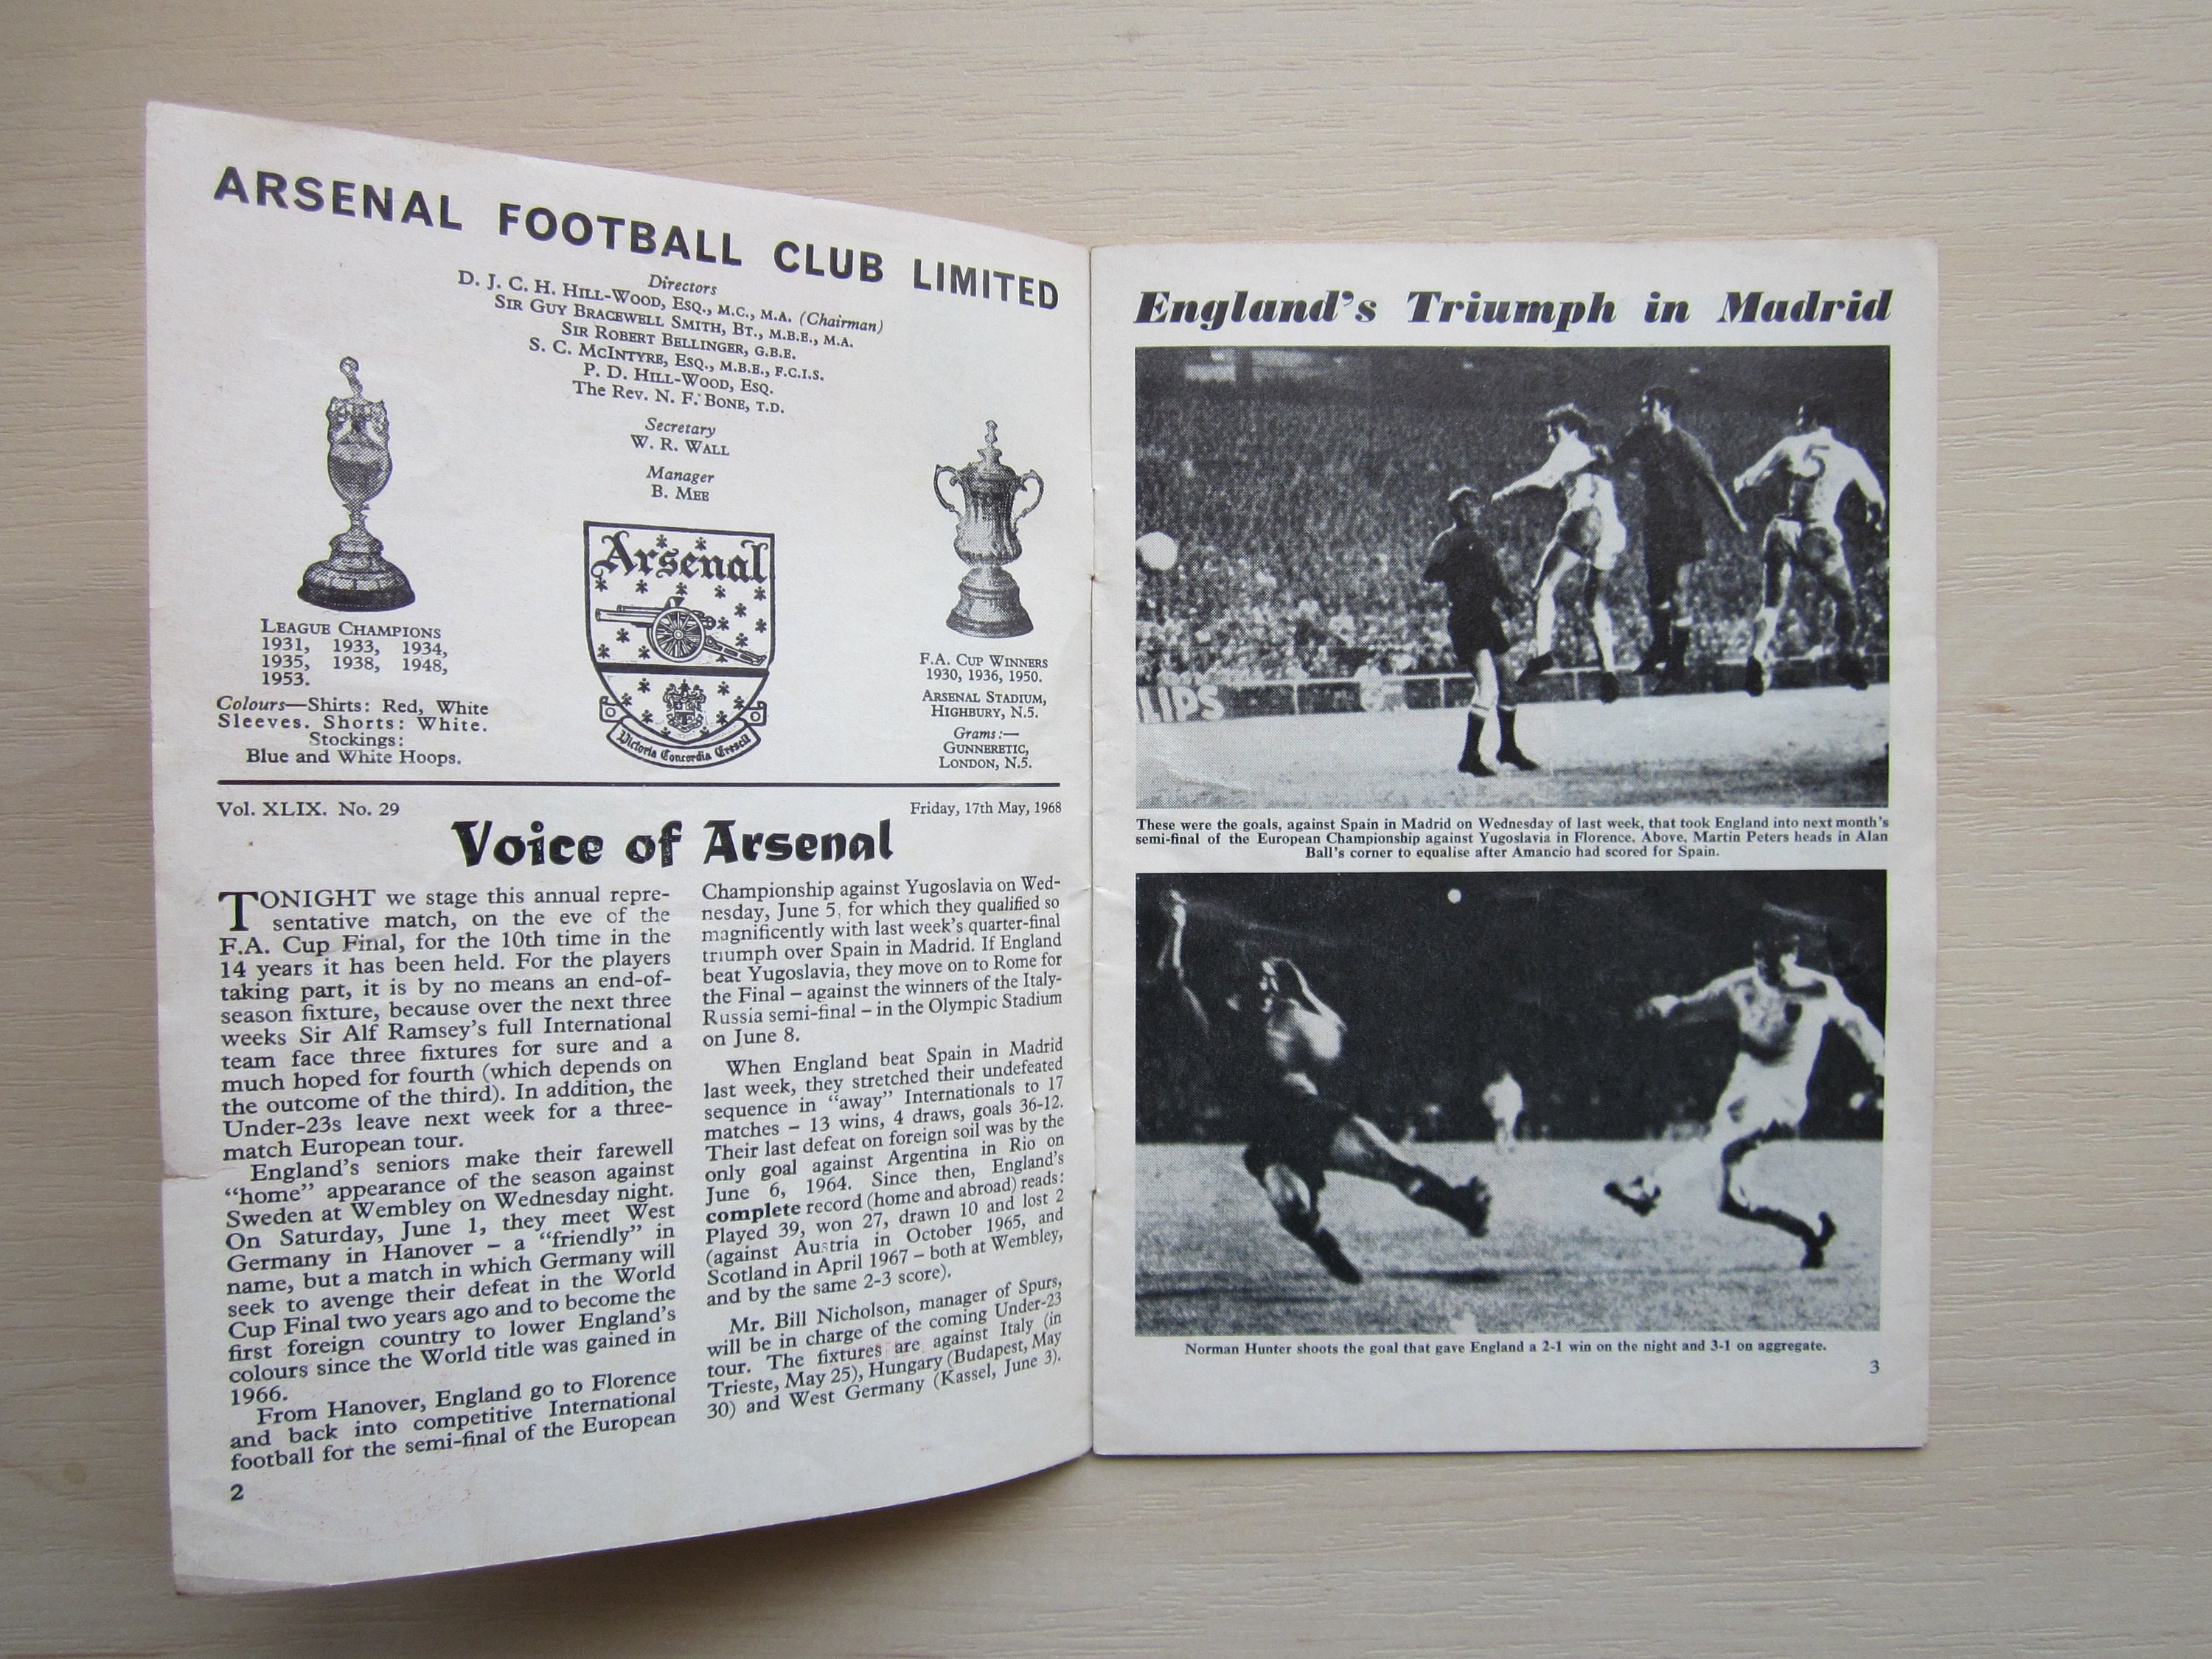 ARSENAL FOOTBALL CLUB LIMITED
Directors
D. J. C. H. HILL-WOOD, ESQ., M.C., M.A. (Chairman)
SIR GUY BRACEWELL SMITH, BT., M.B.E., M.A.
SIR ROBERT BELLINGER, G.B.E.
S. C. MCINTYRE, ESQ., M.B.E., F.C.I.S.
P. D. HILL-WOOD, ESQ.
The Rev. N. F. BONE, T.D.
Secretary
W. R. WALL
Manager
B. MEE
LEAGUE CHAMPIONS
1931, 1933, 1934,
1935, 1938, 1948,
1953.
Colours—Shirts: Red, White
Sleeves. Shorts: White.
Stockings:
Blue and White Hoops.
Arsenal
Victoria Concordia Crescit
F.A. CUP WINNERS
1930, 1936, 1950.
ARSENAL STADIUM,
HIGHBURY, N.5.
Grams:—
GUNNERETIC,
LONDON, N.5.
Vol. XLIX. No. 29
Friday, 17th May, 1968
Voice of Arsenal
TONIGHT we stage this annual repre-
sentative match, on the eve of the
F.A. Cup Final, for the 10th time in the
14 years it has been held. For the players
taking part, it is by no means an end-of-
season fixture, because over the next three
weeks Sir Alf Ramsey's full International
team face three fixtures for sure and a
much hoped for fourth (which depends on
the outcome of the third). In addition, the
Under-23s leave next week for a three-
match European tour.
England's seniors make their farewell
"home" appearance of the season against
Sweden at Wembley on Wednesday night.
On Saturday, June 1, they meet West
Germany in Hanover – a "friendly" in
name, but a match in which Germany will
seek to avenge their defeat in the World
Cup Final two years ago and to become the
first foreign country to lower England's
colours since the World title was gained in
1966.
From Hanover, England go to Florence
and back into competitive International
football for the semi-final of the European
2
Championship against Yugoslavia on Wed-
nesday, June 5, for which they qualified so
magnificently with last week's quarter-final
triumph over Spain in Madrid. If England
beat Yugoslavia, they move on to Rome for
the Final – against the winners of the Italy-
Russia semi-final – in the Olympic Stadium
on June 8.
When England beat Spain in Madrid
last week, they stretched their undefeated
sequence in "away" Internationals to 17
matches – 13 wins, 4 draws, goals 36-12.
Their last defeat on foreign soil was by the
only goal against Argentina in Rio on
June 6, 1964. Since then, England's
complete record (home and abroad) reads:
Played 39, won 27, drawn 10 and lost 2
(against Austria in October 1965, and
Scotland in April 1967 – both at Wembley,
and by the same 2-3 score).
Mr. Bill Nicholson, manager of Spurs,
will be in charge of the coming Under-23
tour. The fixtures are against Italy (in
Trieste, May 25), Hungary (Budapest, May
30) and West Germany (Kassel, June 3).
England's Triumph in Madrid
5
LIPS
These were the goals, against Spain in Madrid on Wednesday of last week, that took England into next month's
semi-final of the European Championship against Yugoslavia in Florence. Above, Martin Peters heads in Alan
Ball's corner to equalise after Amancio had scored for Spain.
Norman Hunter shoots the goal that gave England a 2-1 win on the night and 3-1 on aggregate.
3